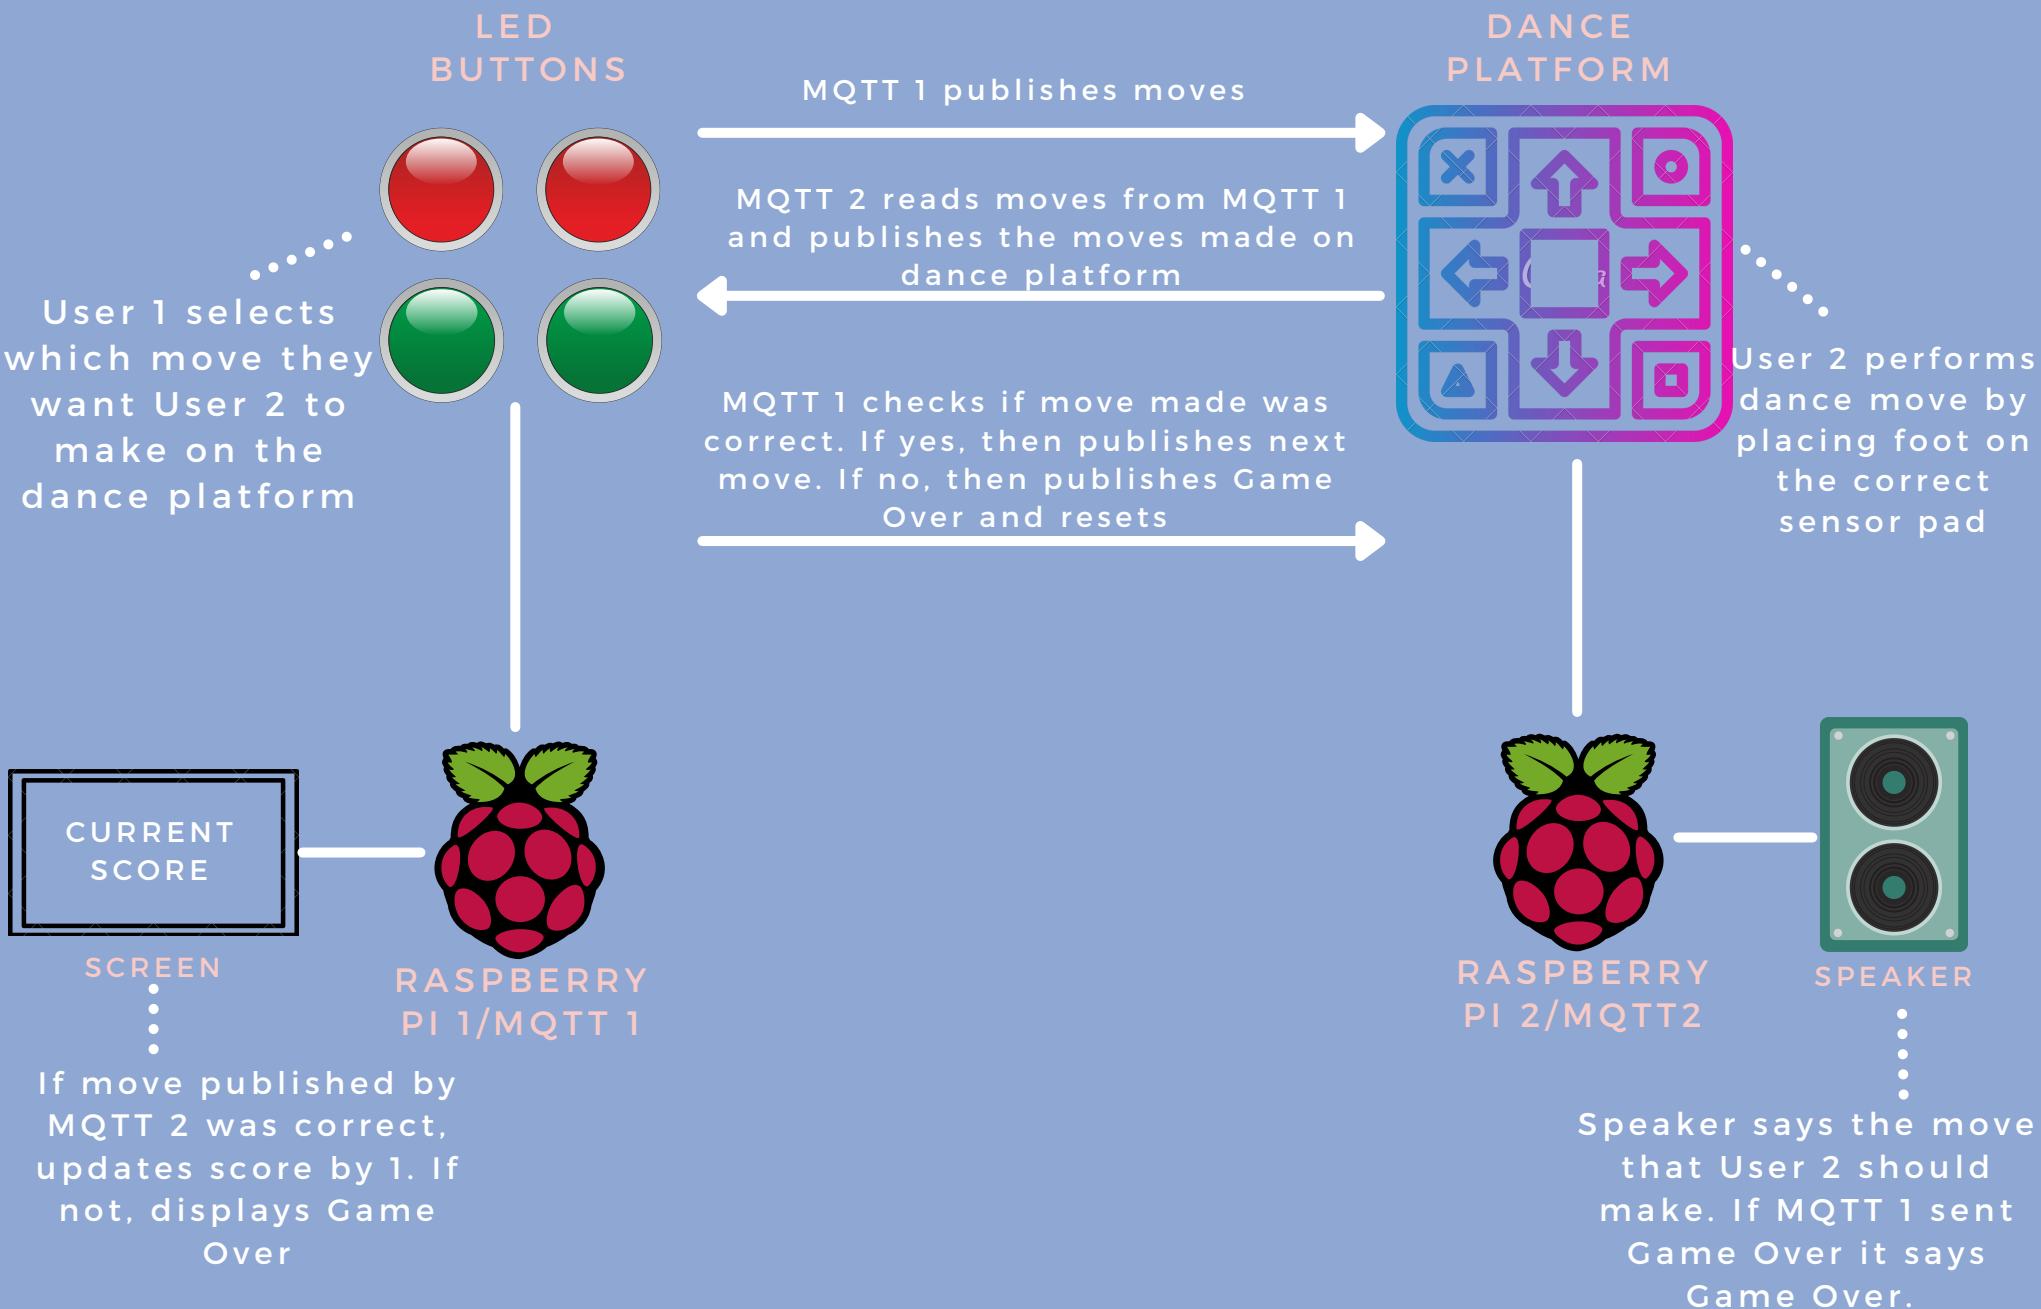 LED
BUTTONS
DANCE
PLATFORM
MQTT 1 publishes moves
MQTT 2 reads moves from MQTT 1
and publishes the moves made on
dance platform
User 1 selects
which move they
want User 2 to
make on the
dance platform
MQTT 1 checks if move made was
correct. If yes, then publishes next
move. If no, then publishes Game
Over and resets
User 2 performs
dance move by
placing foot on
the correct
sensor pad
CURRENT
SCORE
SCREEN
RASPBERRY
PI 1/MQTT 1
RASPBERRY
PI 2/MQTT2
SPEAKER
If move published by
MQTT 2 was correct,
updates score by 1. If
not, displays Game
Over
Speaker says the move
that User 2 should
make. If MQTT 1 sent
Game Over it says
Game Over.